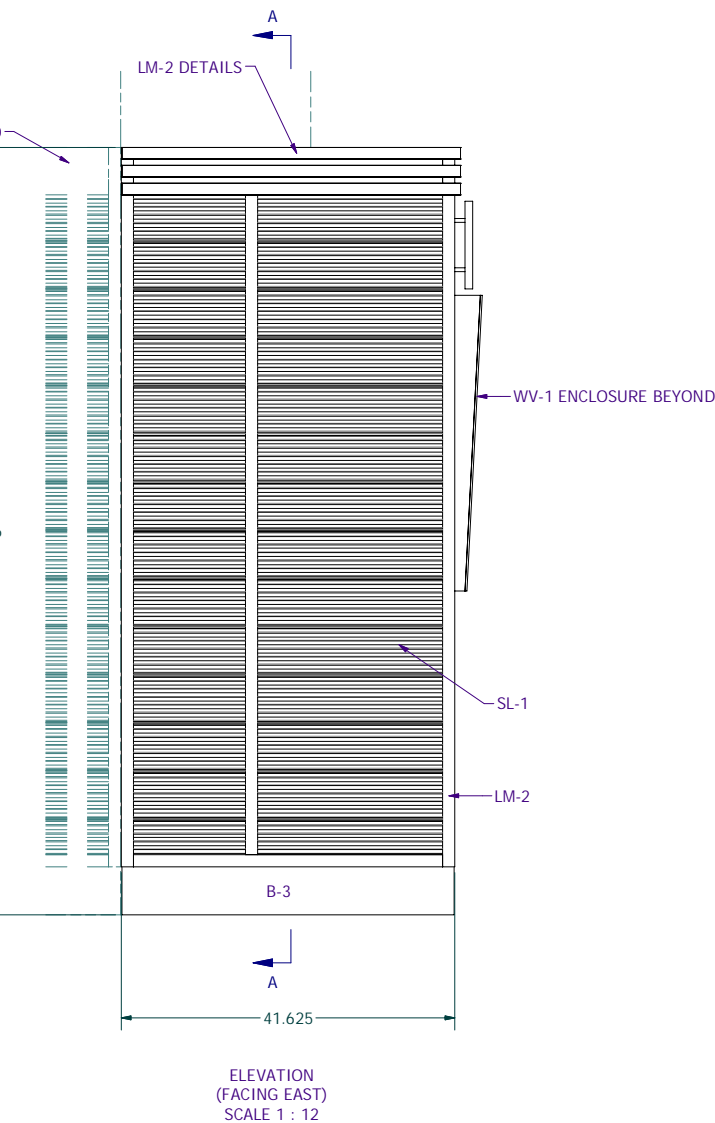 A
LM-2 DETAILS
WV-1 ENCLOSURE BEYOND
SL-1
LM-2
B-3
A
41.625
ELEVATION
(FACING EAST)
SCALE 1 : 12